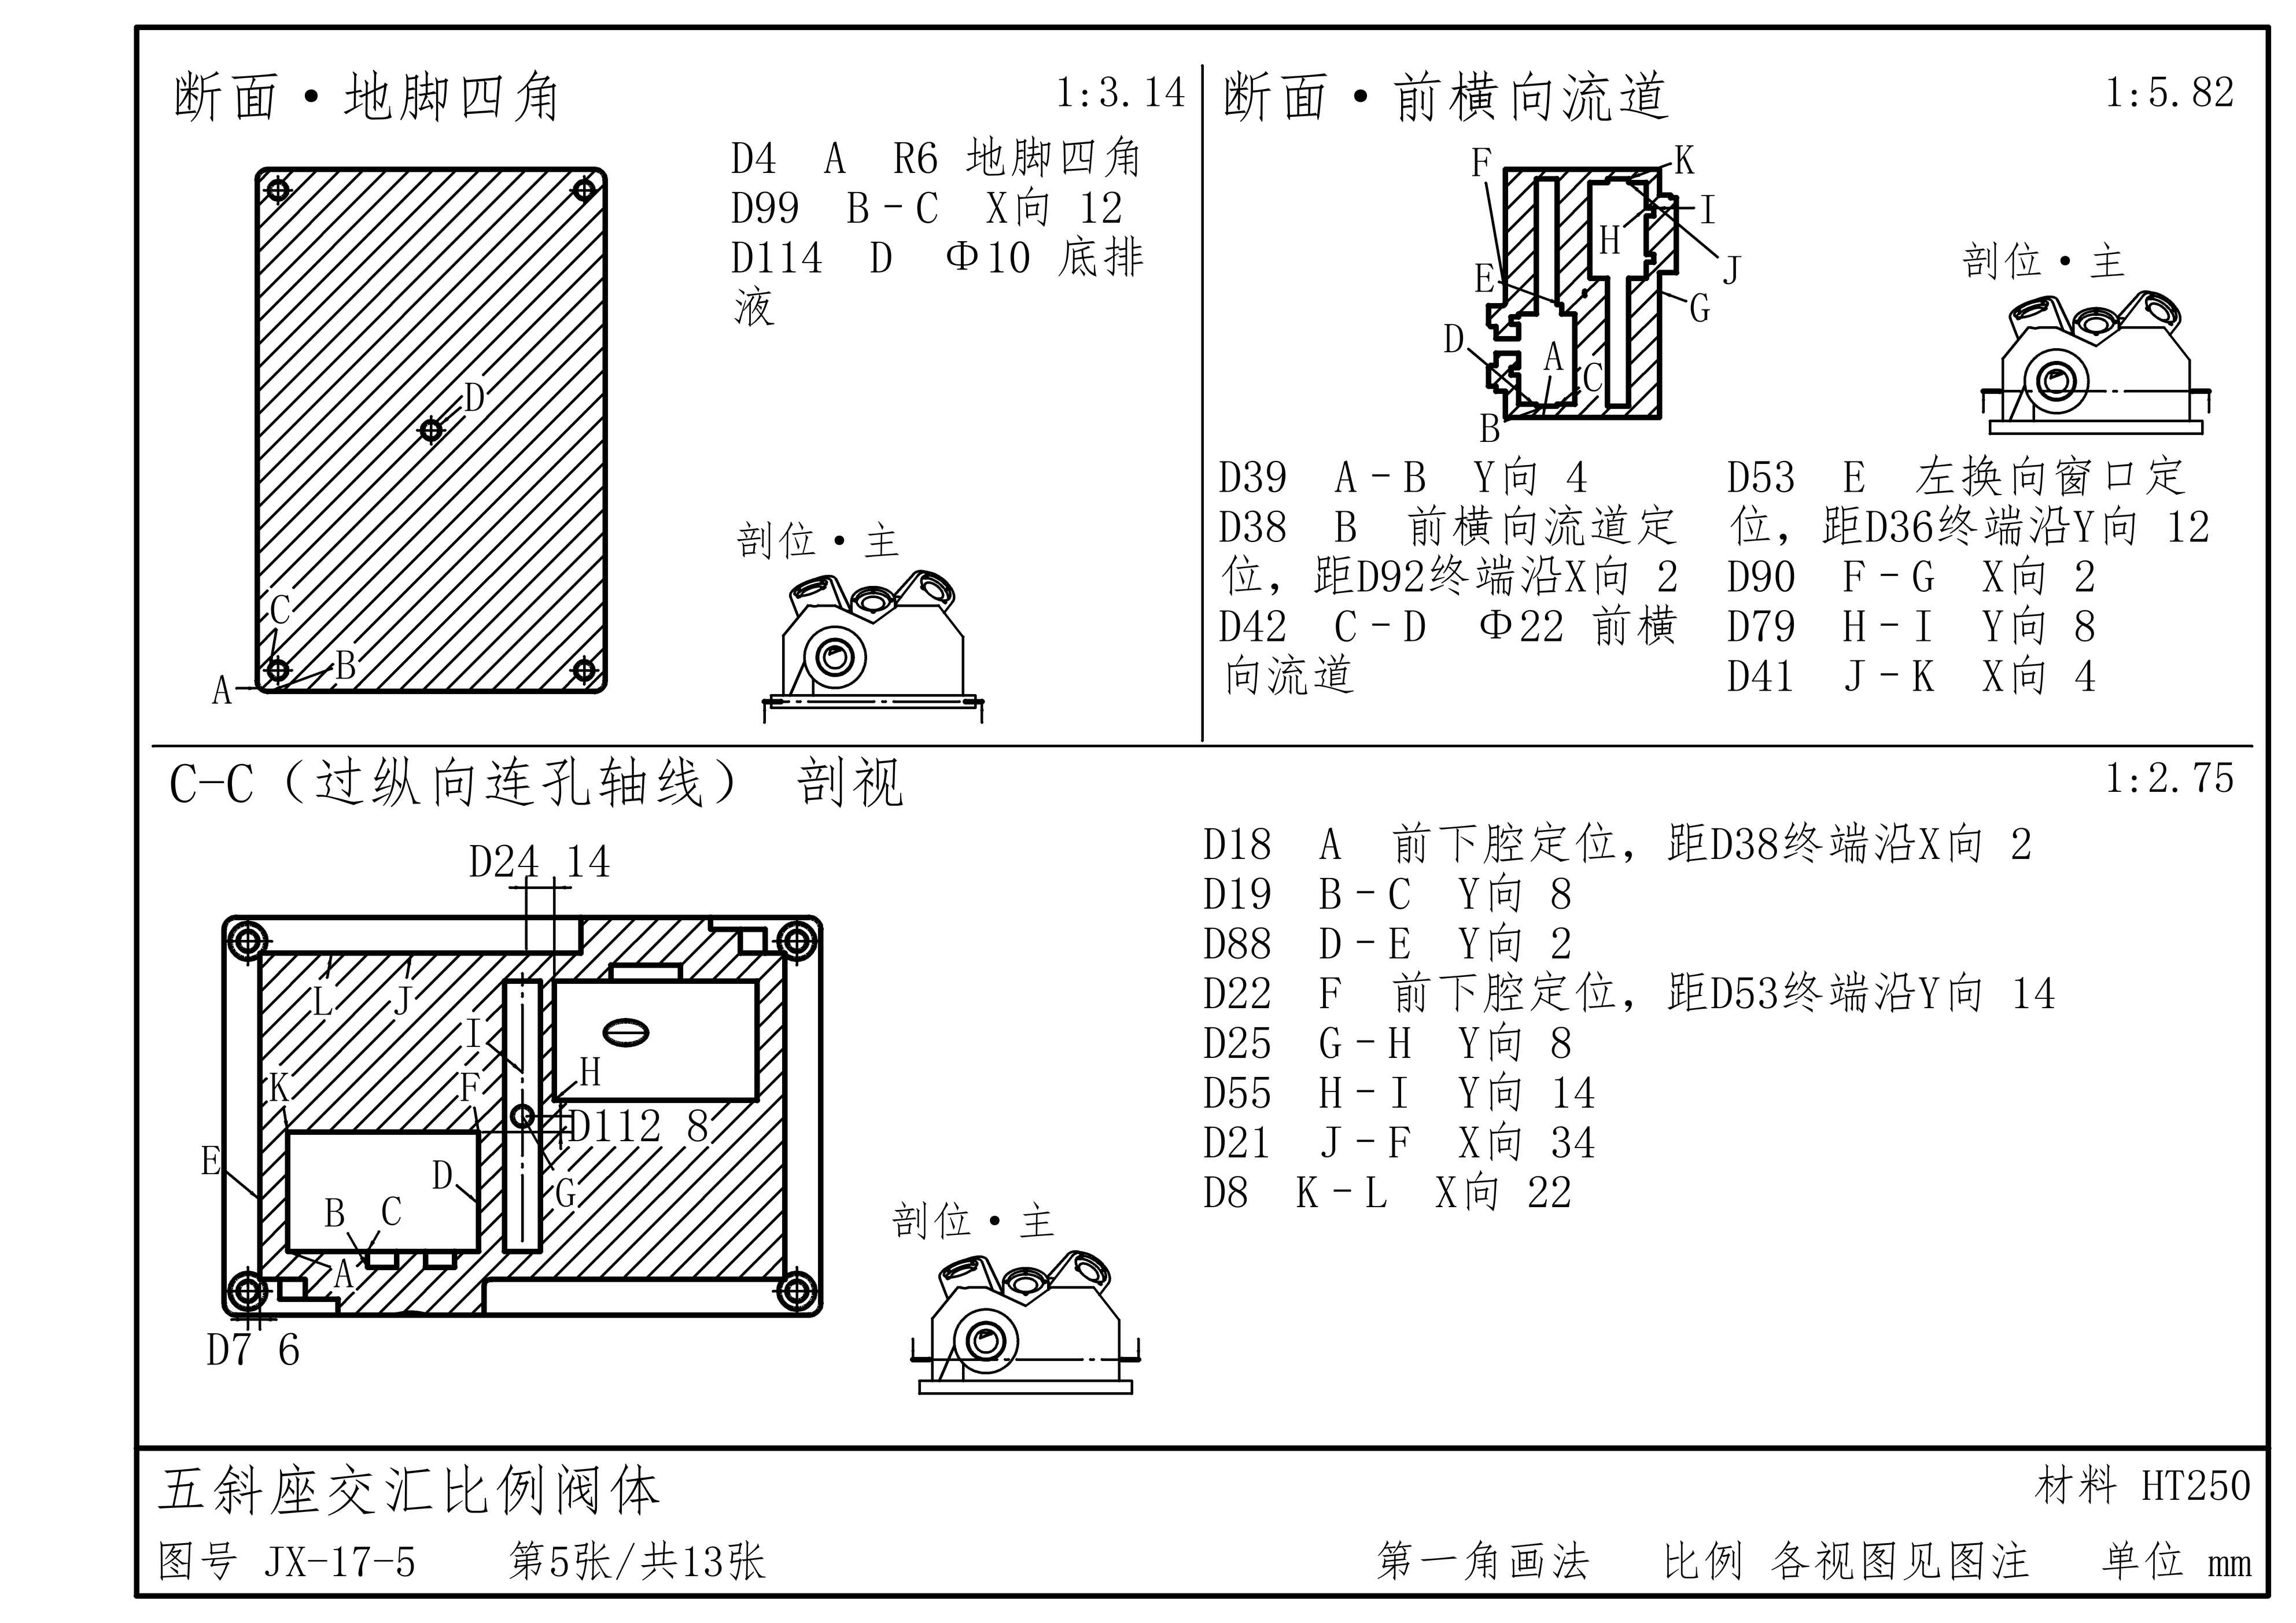 断面·地脚四角 1:3.14
D4 A R6 地脚四角
D99 B-C X向 12
D114 D Φ10 底排
液
D
C
B
A
剖位·主
断面·前横向流道 1:5.82
F
K
I
H
J
E
G
D
A
C
B
剖位·主
D39 A-B Y向 4
D38 B 前横向流道定
位，距D92终端沿X向 2
D42 C-D Φ22 前横
向流道
D53 E 左换向窗口定
位，距D36终端沿Y向 12
D90 F-G X向 2
D79 H-I Y向 8
D41 J-K X向 4
C-C（过纵向连孔轴线） 剖视 1:2.75
D24 14
L
J
I
H
K
F
D112 8
E
D
G
B
C
A
D7 6
剖位·主
D18 A 前下腔定位，距D38终端沿X向 2
D19 B-C Y向 8
D88 D-E Y向 2
D22 F 前下腔定位，距D53终端沿Y向 14
D25 G-H Y向 8
D55 H-I Y向 14
D21 J-F X向 34
D8 K-L X向 22
五斜座交汇比例阀体 材料 HT250
图号 JX-17-5 第5张/共13张 第一角画法 比例 各视图见图注 单位 mm